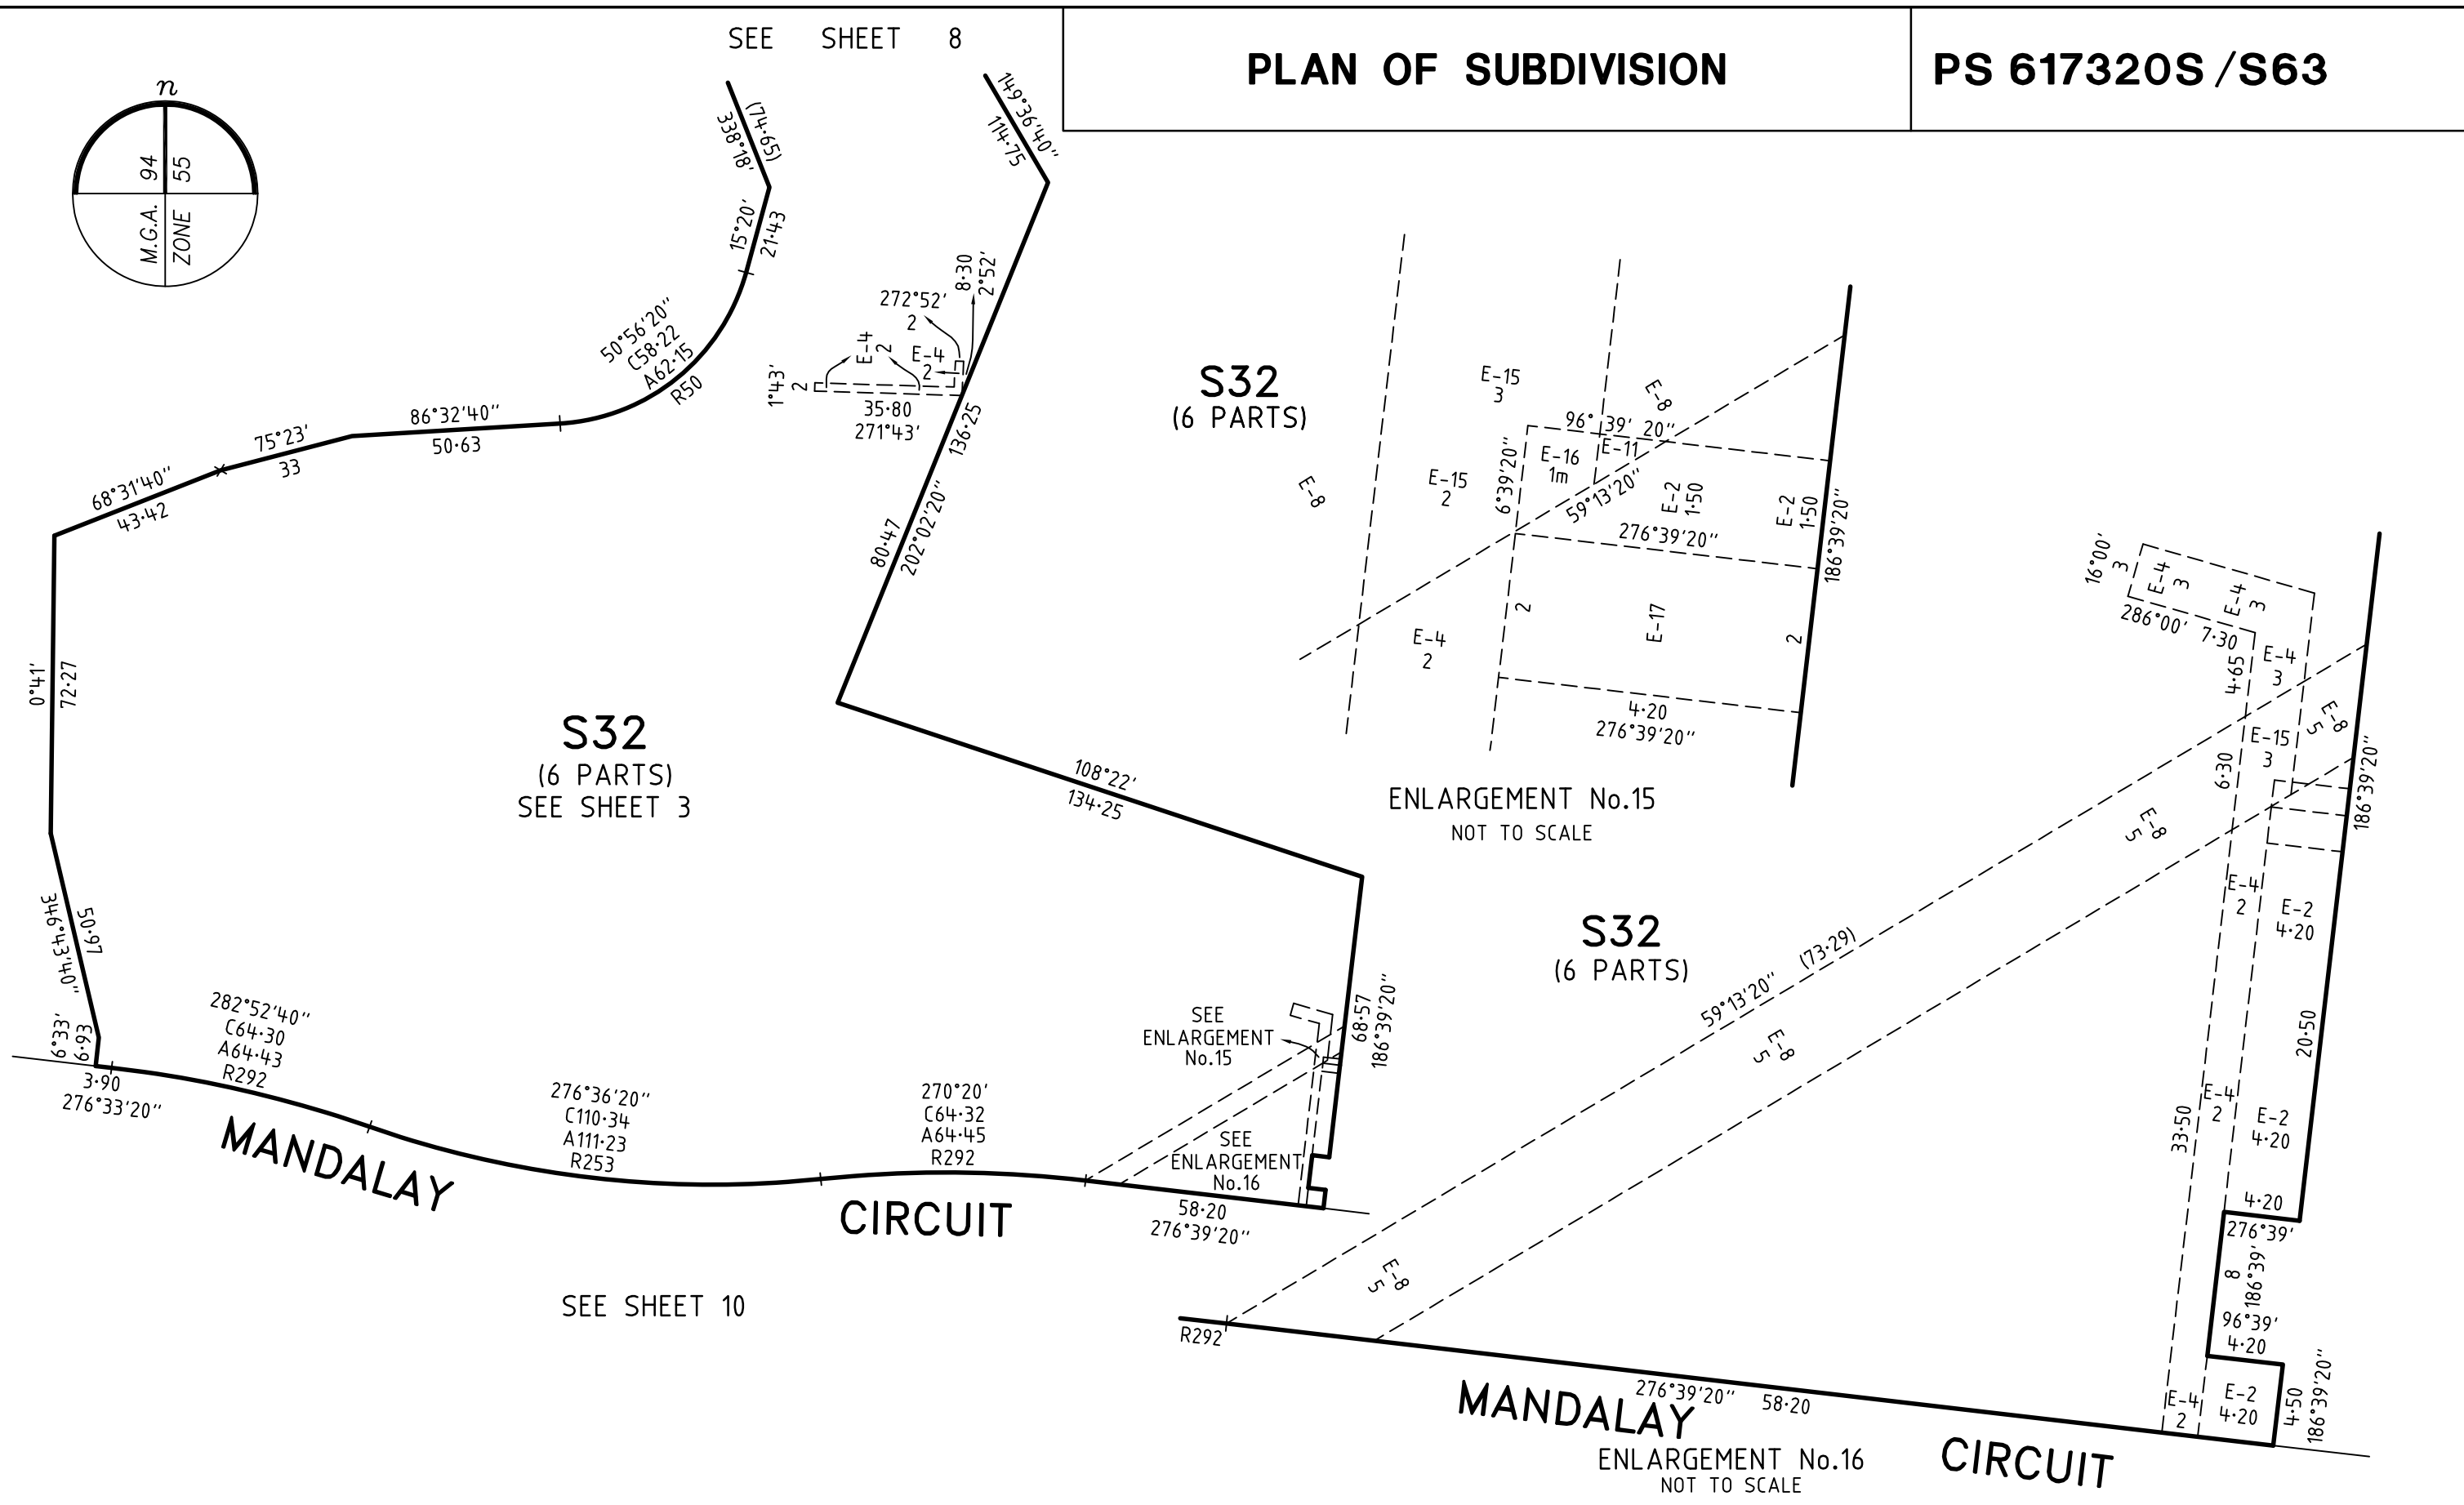 SEE SHEET 8
PLAN OF SUBDIVISION
PS 617320S /S63
n
M.G.A. 94
ZONE 55
(74·65)
338°18'
149°36'40"
114·75
15°20'
21·43
50°56'20"
C58·22
A62·15
R50
86°32'40"
50·63
75°23'
33
68°31'40"
43·42
0°41'
72·27
50·97
346°43'40"
6°33'
6·93
3·90
276°33'20"
282°52'40"
C64·30
A64·43
R292
276°36'20"
C110·34
A111·23
R253
270°20'
C64·32
A64·45
R292
58·20
276°39'20"
MANDALAY
CIRCUIT
SEE SHEET 10
8·30
2°52'
272°52'
2
E-4
2
E-4
2
1°43'
2
35·80
271°43'
136·25
80·47
202°02'20"
S32
(6 PARTS)
SEE SHEET 3
108°22'
134·25
68·57
186°39'20"
SEE
ENLARGEMENT
No.15
SEE
ENLARGEMENT
No.16
S32
(6 PARTS)
E-8
E-15
3
E-8
96°39'20"
E-15
2
6°39'20"
E-16
1m
E-11
59°13'20"
E-2
1·50
E-2
1·50
276°39'20"
186°39'20"
E-4
2
2
E-17
2
4·20
276°39'20"
ENLARGEMENT No.15
NOT TO SCALE
S32
(6 PARTS)
16°00'
3
E-4
3
E-4
3
286°00'
7·30
4·65
E-4
3
E-8
5
E-15
3
6·30
186°39'20"
E-8
5
E-4
2
E-2
4·20
59°13'20"
(73·29)
E-8
5
20·50
E-4
2
E-2
4·20
33·50
4·20
276°39'
8
186°39'
96°39'
4·20
E-8
5
R292
276°39'20"
58·20
E-4
2
E-2
4·20
4·50
186°39'20"
MANDALAY
CIRCUIT
ENLARGEMENT No.16
NOT TO SCALE